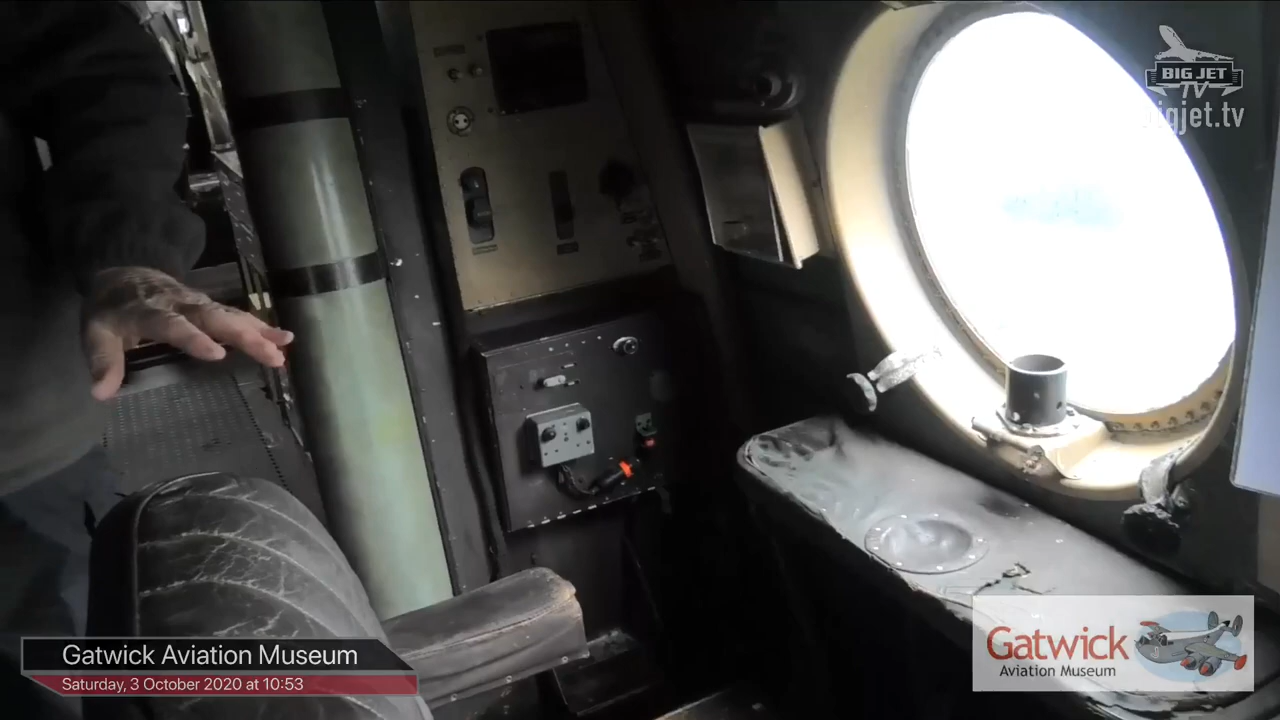 BIG JET
TV
bigjet.tv
Gatwick Aviation Museum
Saturday, 3 October 2020 at 10:53
Gatwick
Aviation Museum